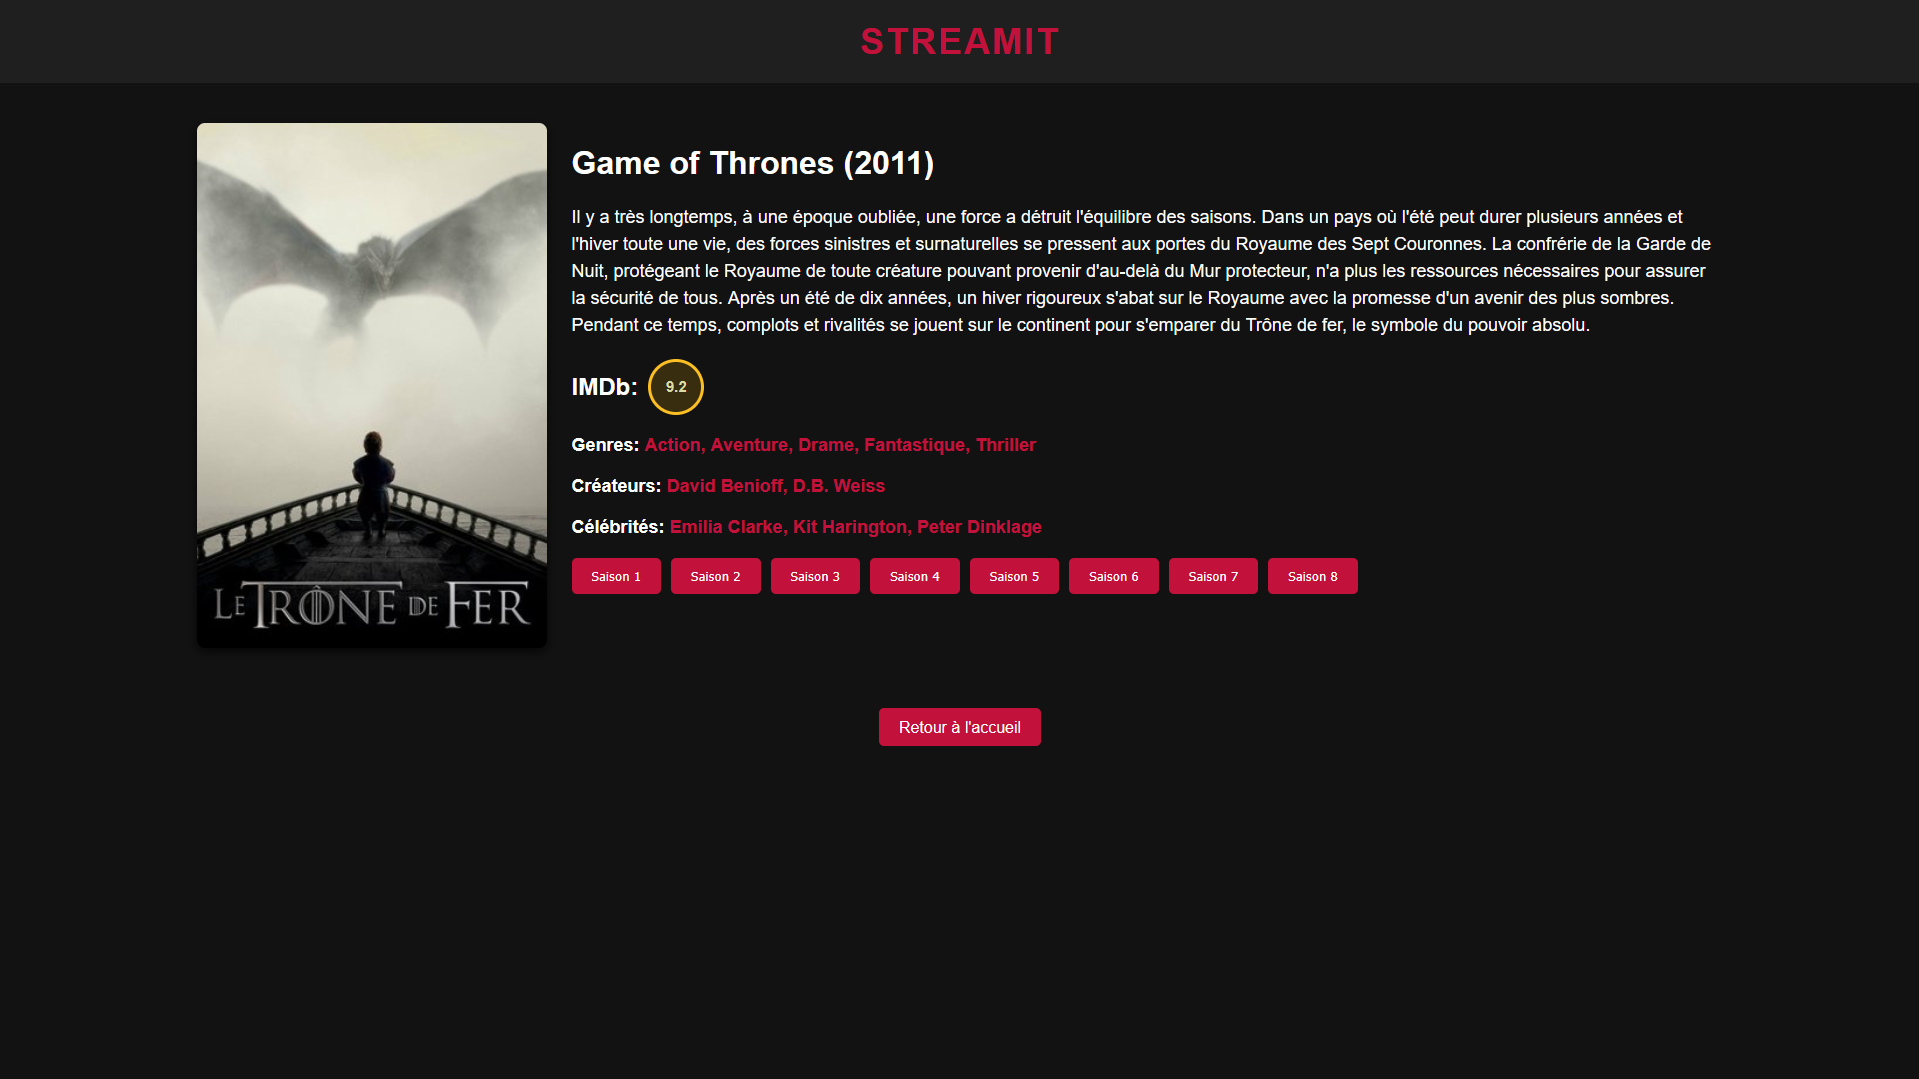 STREAMIT
LE TRÔNE DE FER
Game of Thrones (2011)
Il y a très longtemps, à une époque oubliée, une force a détruit l'équilibre des saisons. Dans un pays où l'été peut durer plusieurs années et
l'hiver toute une vie, des forces sinistres et surnaturelles se pressent aux portes du Royaume des Sept Couronnes. La confrérie de la Garde de
Nuit, protégeant le Royaume de toute créature pouvant provenir d'au-delà du Mur protecteur, n'a plus les ressources nécessaires pour assurer
la sécurité de tous. Après un été de dix années, un hiver rigoureux s'abat sur le Royaume avec la promesse d'un avenir des plus sombres.
Pendant ce temps, complots et rivalités se jouent sur le continent pour s'emparer du Trône de fer, le symbole du pouvoir absolu.
IMDb: 9.2
Genres: Action, Aventure, Drame, Fantastique, Thriller
Créateurs: David Benioff, D.B. Weiss
Célébrités: Emilia Clarke, Kit Harington, Peter Dinklage
Saison 1 Saison 2 Saison 3 Saison 4 Saison 5 Saison 6 Saison 7 Saison 8
Retour à l'accueil